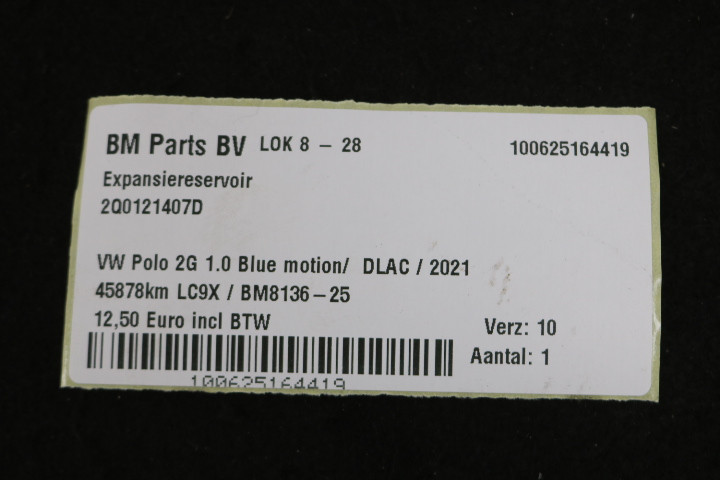 BM Parts BV LOK 8 – 28 100625164419
Expansiereservoir
2Q0121407D
VW Polo 2G 1.0 Blue motion/ DLAC / 2021
45878km LC9X / BM8136–25
12,50 Euro incl BTW Verz: 10
Aantal: 1
100625164419